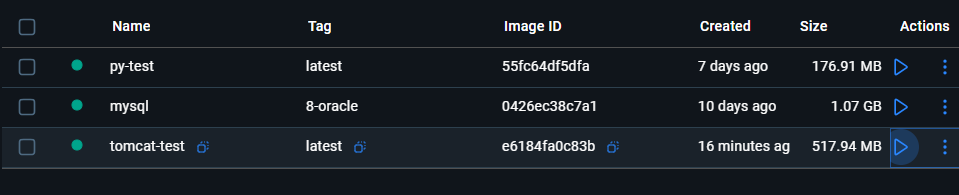 Name Tag Image ID Created Size Actions
py-test latest 55fc64df5dfa 7 days ago 176.91 MB
mysql 8-oracle 0426ec38c7a1 10 days ago 1.07 GB
tomcat-test latest e6184fa0c83b 16 minutes ag 517.94 MB